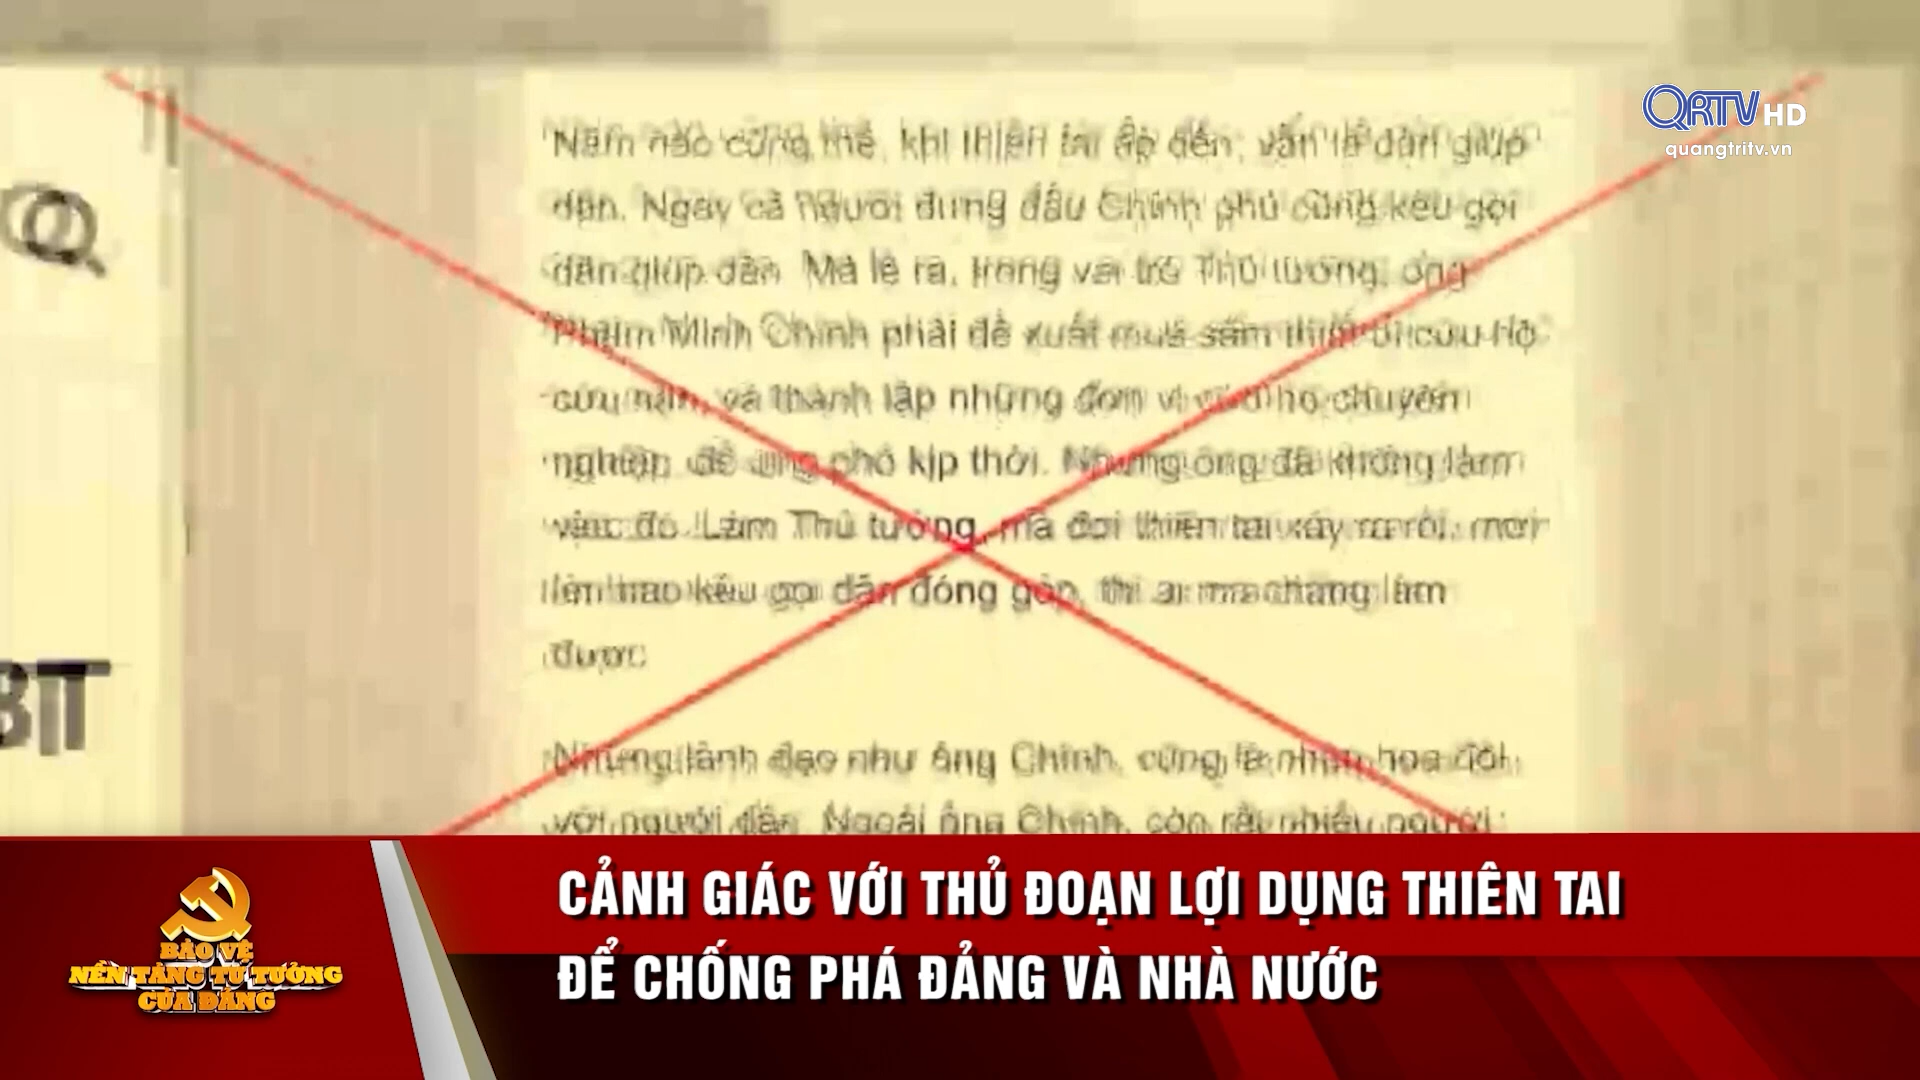 QRTV HD
quangtritv.vn
Năm nào cũng thế, khi thiên tai ập đến, vẫn là dân giúp
dân. Ngay cả người đứng đầu Chính phủ cũng kêu gọi
dân giúp dân. Mà lẽ ra, trong vai trò Thủ tướng, ông
Phạm Minh Chính phải đề xuất mua sắm thiết bị cứu hộ
cứu nạn, và thành lập những đơn vị cứu hộ chuyên
nghiệp, để ứng phó kịp thời. Nhưng ông đã không làm
việc đó. Làm Thủ tướng, mà đợi thiên tai xảy ra rồi, mới
lên kêu gọi dân đóng góp, thì ai mà chẳng làm
được.
Những lãnh đạo như ông Chính, cũng là nhân họa đối
với người dân. Ngoài ông Chính, còn rất nhiều người
CẢNH GIÁC VỚI THỦ ĐOẠN LỢI DỤNG THIÊN TAI
ĐỂ CHỐNG PHÁ ĐẢNG VÀ NHÀ NƯỚC
BẢO VỆ
NỀN TẢNG TƯ TƯỞNG
CỦA ĐẢNG